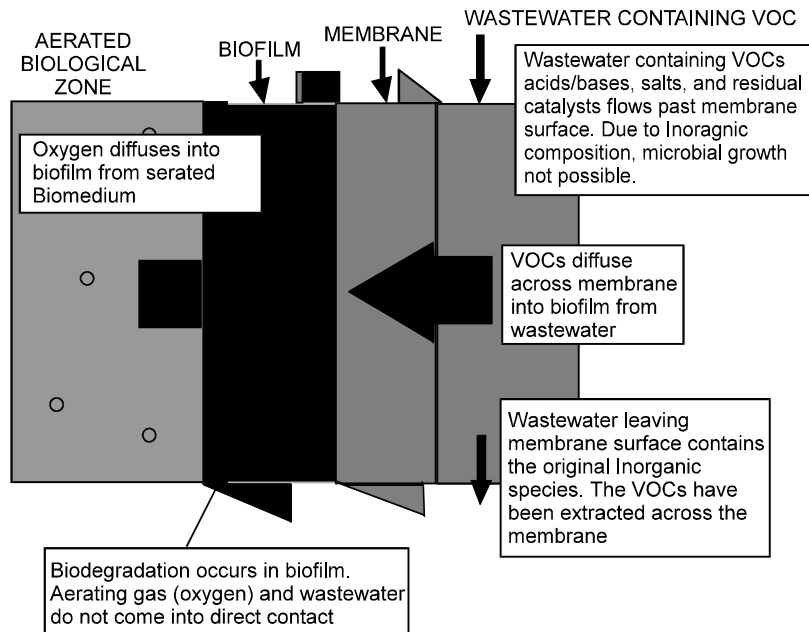 WASTEWATER CONTAINING VOC
AERATED
BIOLOGICAL
ZONE
BIOFILM
MEMBRANE
Wastewater containing VOCs
acids/bases, salts, and residual
catalysts flows past membrane
surface. Due to Inoragnic
composition, microbial growth
not possible.
Oxygen diffuses into
biofilm from serated
Biomedium
VOCs diffuse
across membrane
into biofilm from
wastewater
Wastewater leaving
membrane surface contains
the original Inorganic
species. The VOCs have
been extracted across the
membrane
Biodegradation occurs in biofilm.
Aerating gas (oxygen) and wastewater
do not come into direct contact